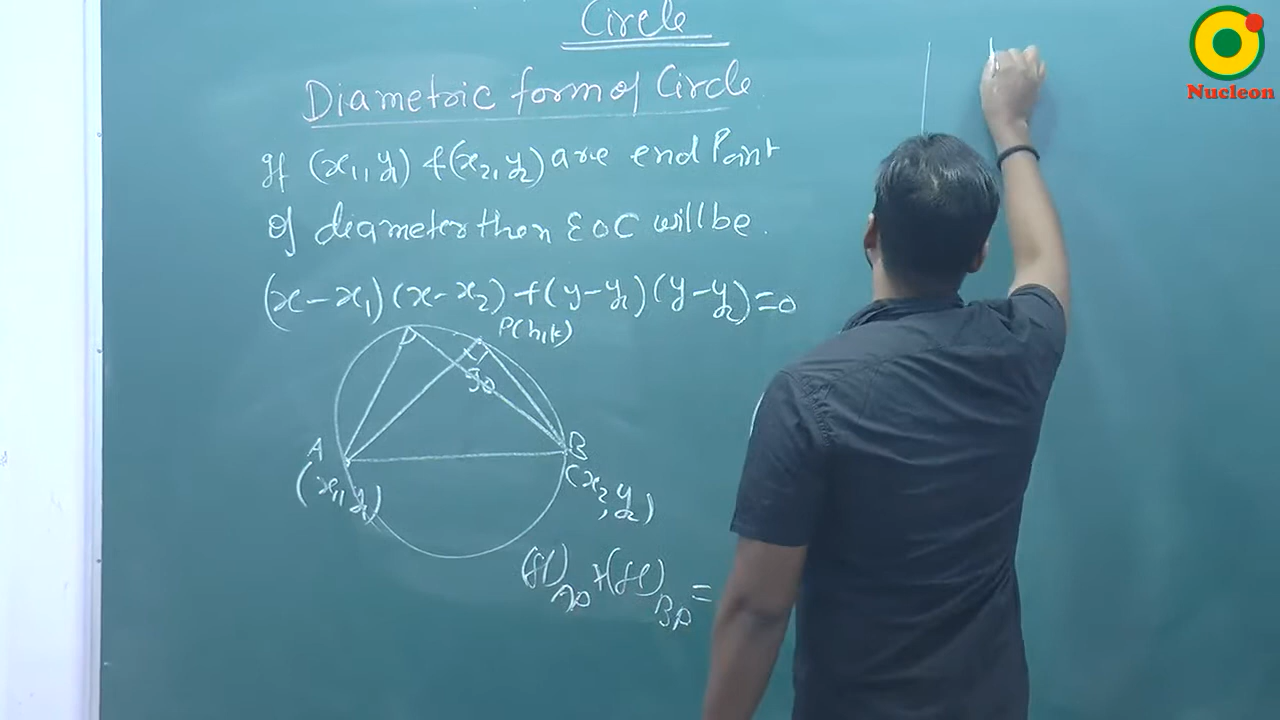 Circle
Diametric form of Circle
If (x1, y1) & (x2, y2) are end Point
of diameter then EOC will be.
(x-x1)(x-x2)+(y-y1)(y-y2)=0
P(h,k)
90
A
B
(x1, y1)
(x2, y2)
(sl)AP × (sl)BP =
Nucleon